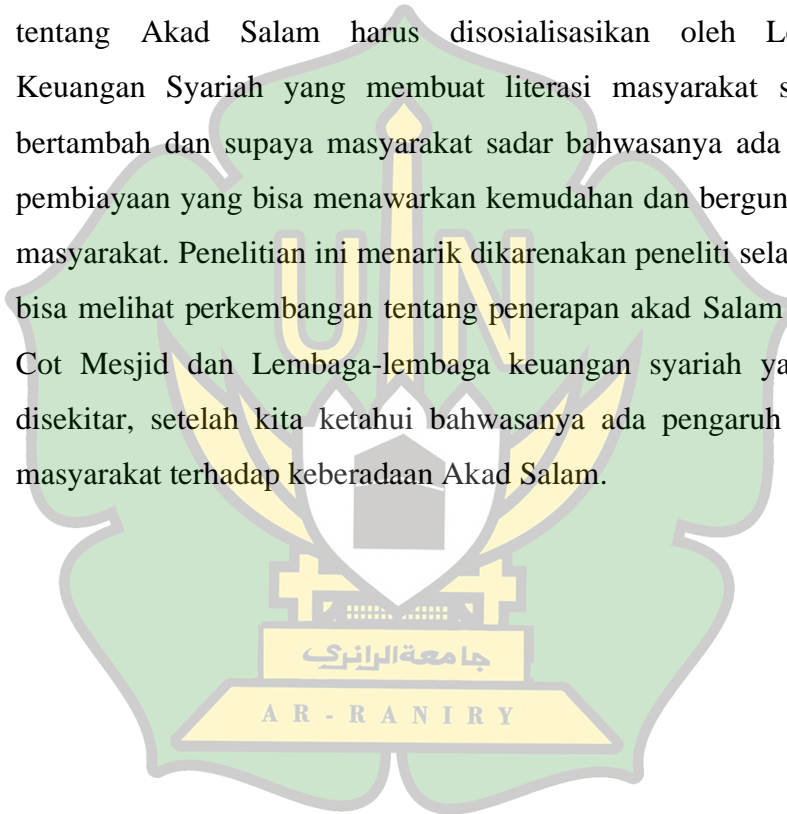 tentang Akad Salam harus disosialisasikan oleh
Keuangan Syariah yang membuat literasi masyarakat
bertambah dan supaya masyarakat sadar bahwasanya ada
pembiayaan yang bisa menawarkan kemudahan dan
masyarakat. Penelitian ini menarik dikarenakan peneliti
bisa melihat perkembangan tentang penerapan akad Salam
Cot Mesjid dan Lembaga-lembaga keuangan syariah
disekitar, setelah kita ketahui bahwasanya ada pengaruh
masyarakat terhadap keberadaan Akad Salam.
UIN
جامعة الرانري
AR-RANIRY